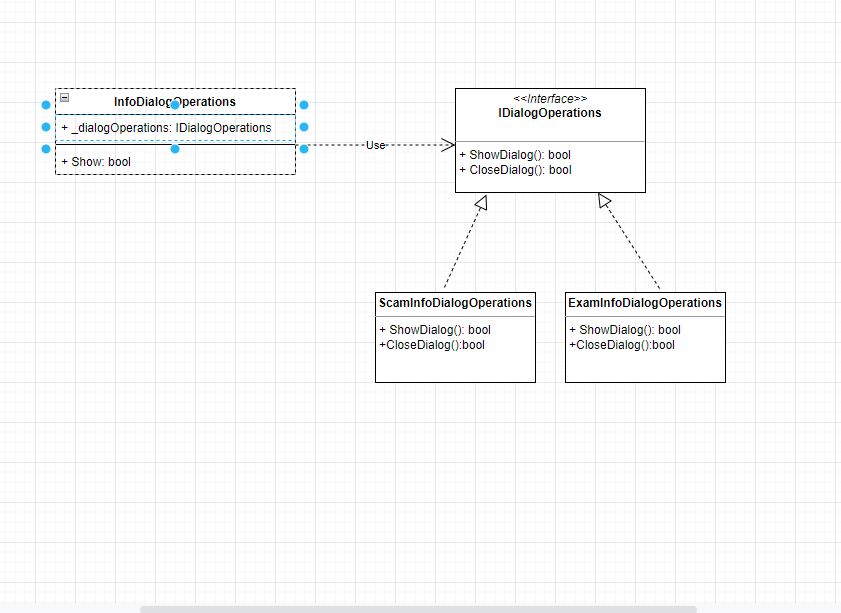 InfoDialogOperations
+ _dialogOperations: IDialogOperations
+ Show: bool
Use
<<Interface>>
IDialogOperations
+ ShowDialog(): bool
+ CloseDialog(): bool
ScamInfoDialogOperations
+ ShowDialog(): bool
+CloseDialog():bool
ExamInfoDialogOperations
+ ShowDialog(): bool
+CloseDialog():bool